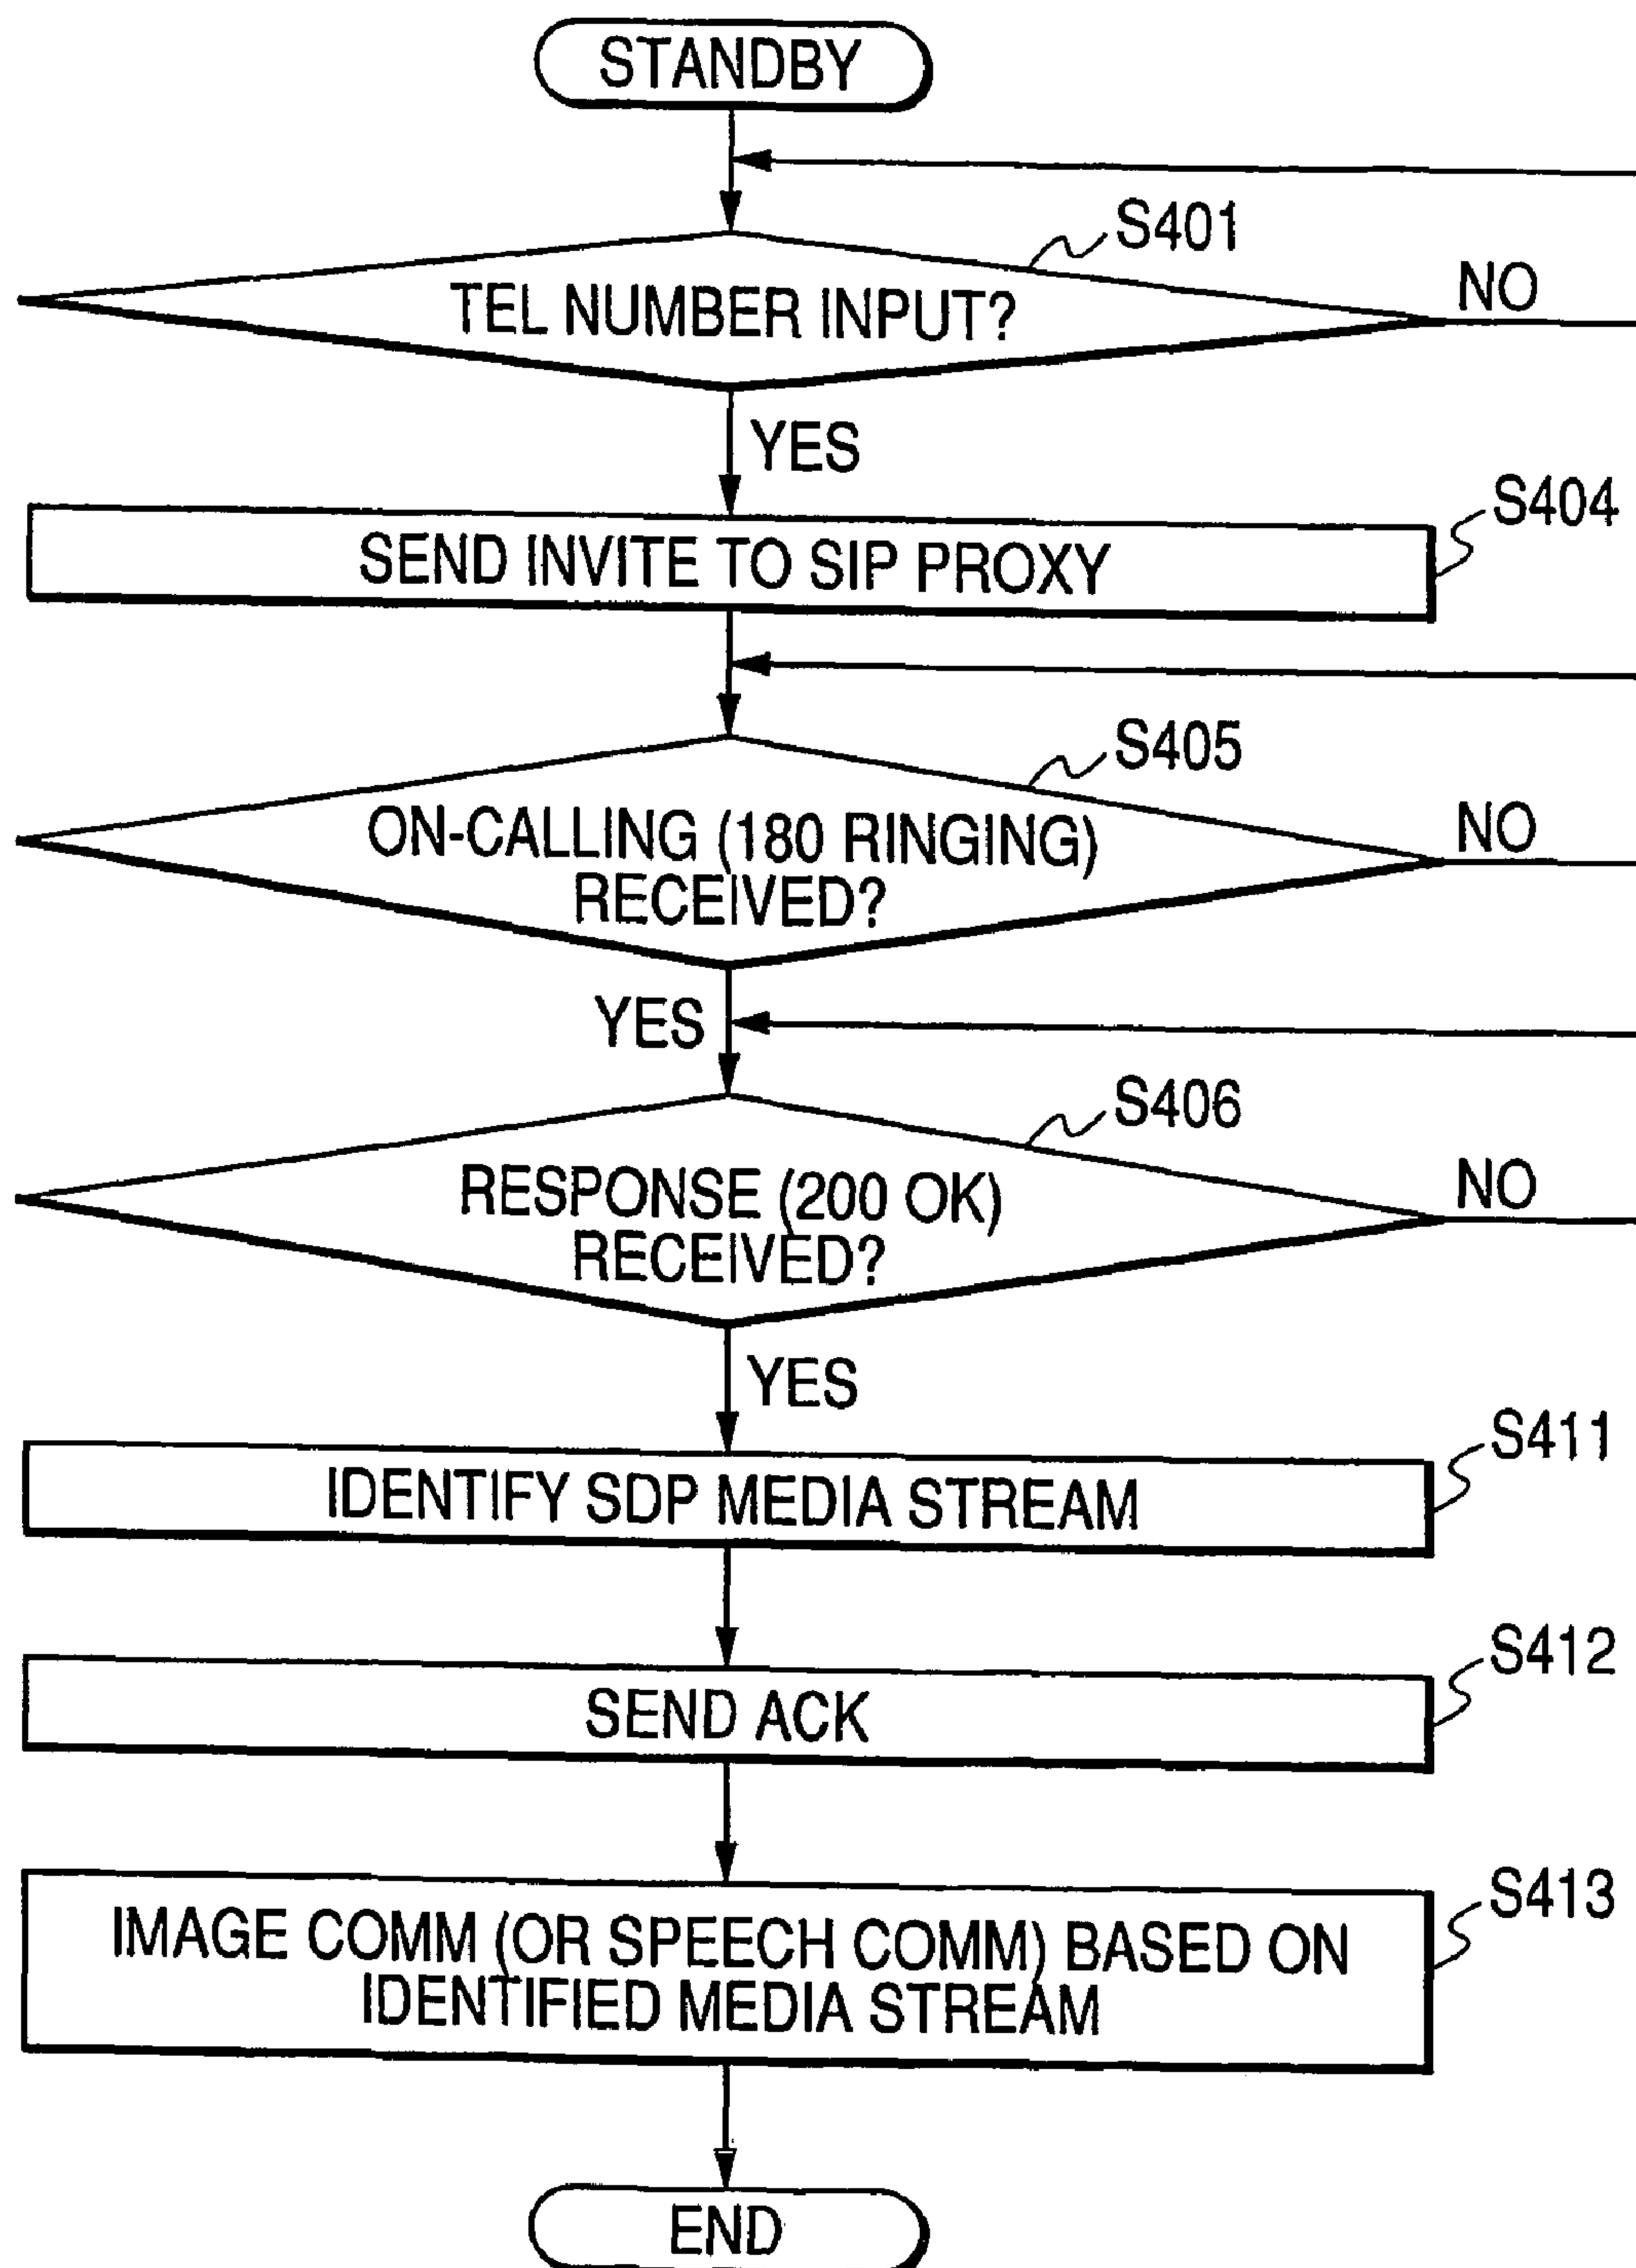 STANDBY
S401
TEL NUMBER INPUT?
NO
YES
S404
SEND INVITE TO SIP PROXY
S405
ON-CALLING (180 RINGING)
RECEIVED?
NO
YES
S406
RESPONSE (200 OK)
RECEIVED?
NO
YES
S411
IDENTIFY SDP MEDIA STREAM
S412
SEND ACK
S413
IMAGE COMM (OR SPEECH COMM) BASED ON
IDENTIFIED MEDIA STREAM
END